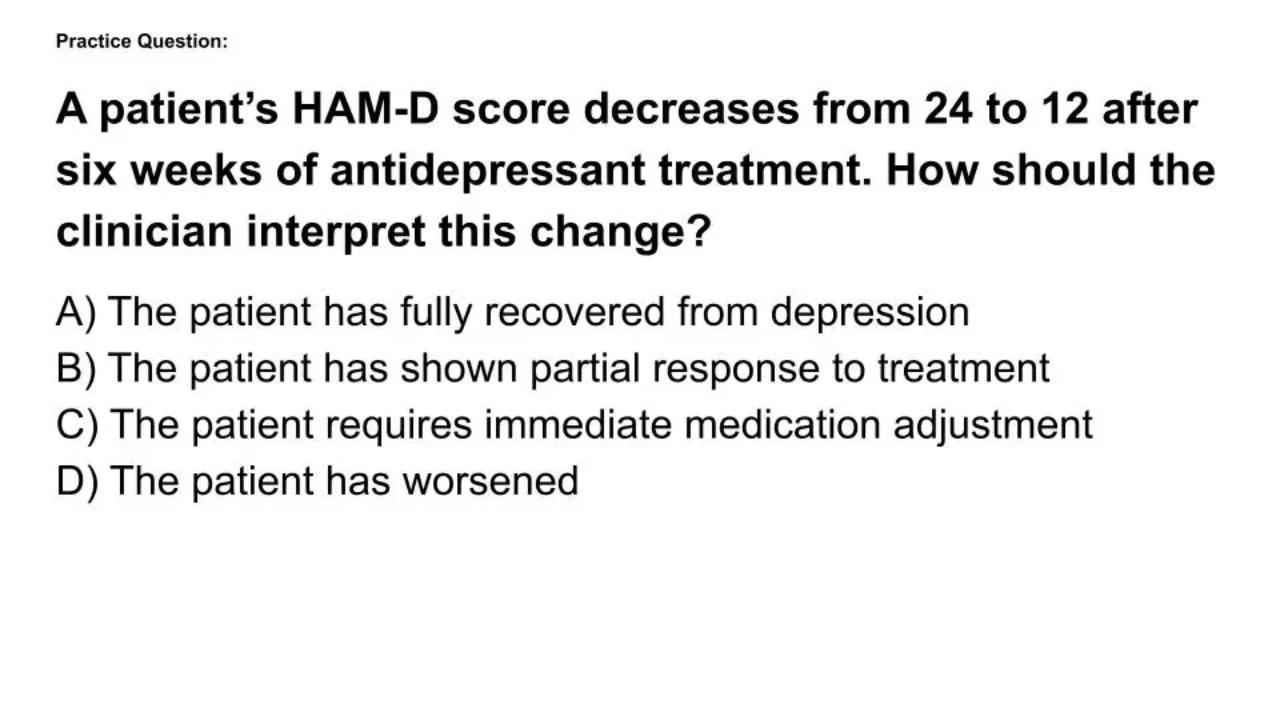 Practice Question:
A patient’s HAM-D score decreases from 24 to 12 after
six weeks of antidepressant treatment. How should the
clinician interpret this change?
A) The patient has fully recovered from depression
B) The patient has shown partial response to treatment
C) The patient requires immediate medication adjustment
D) The patient has worsened